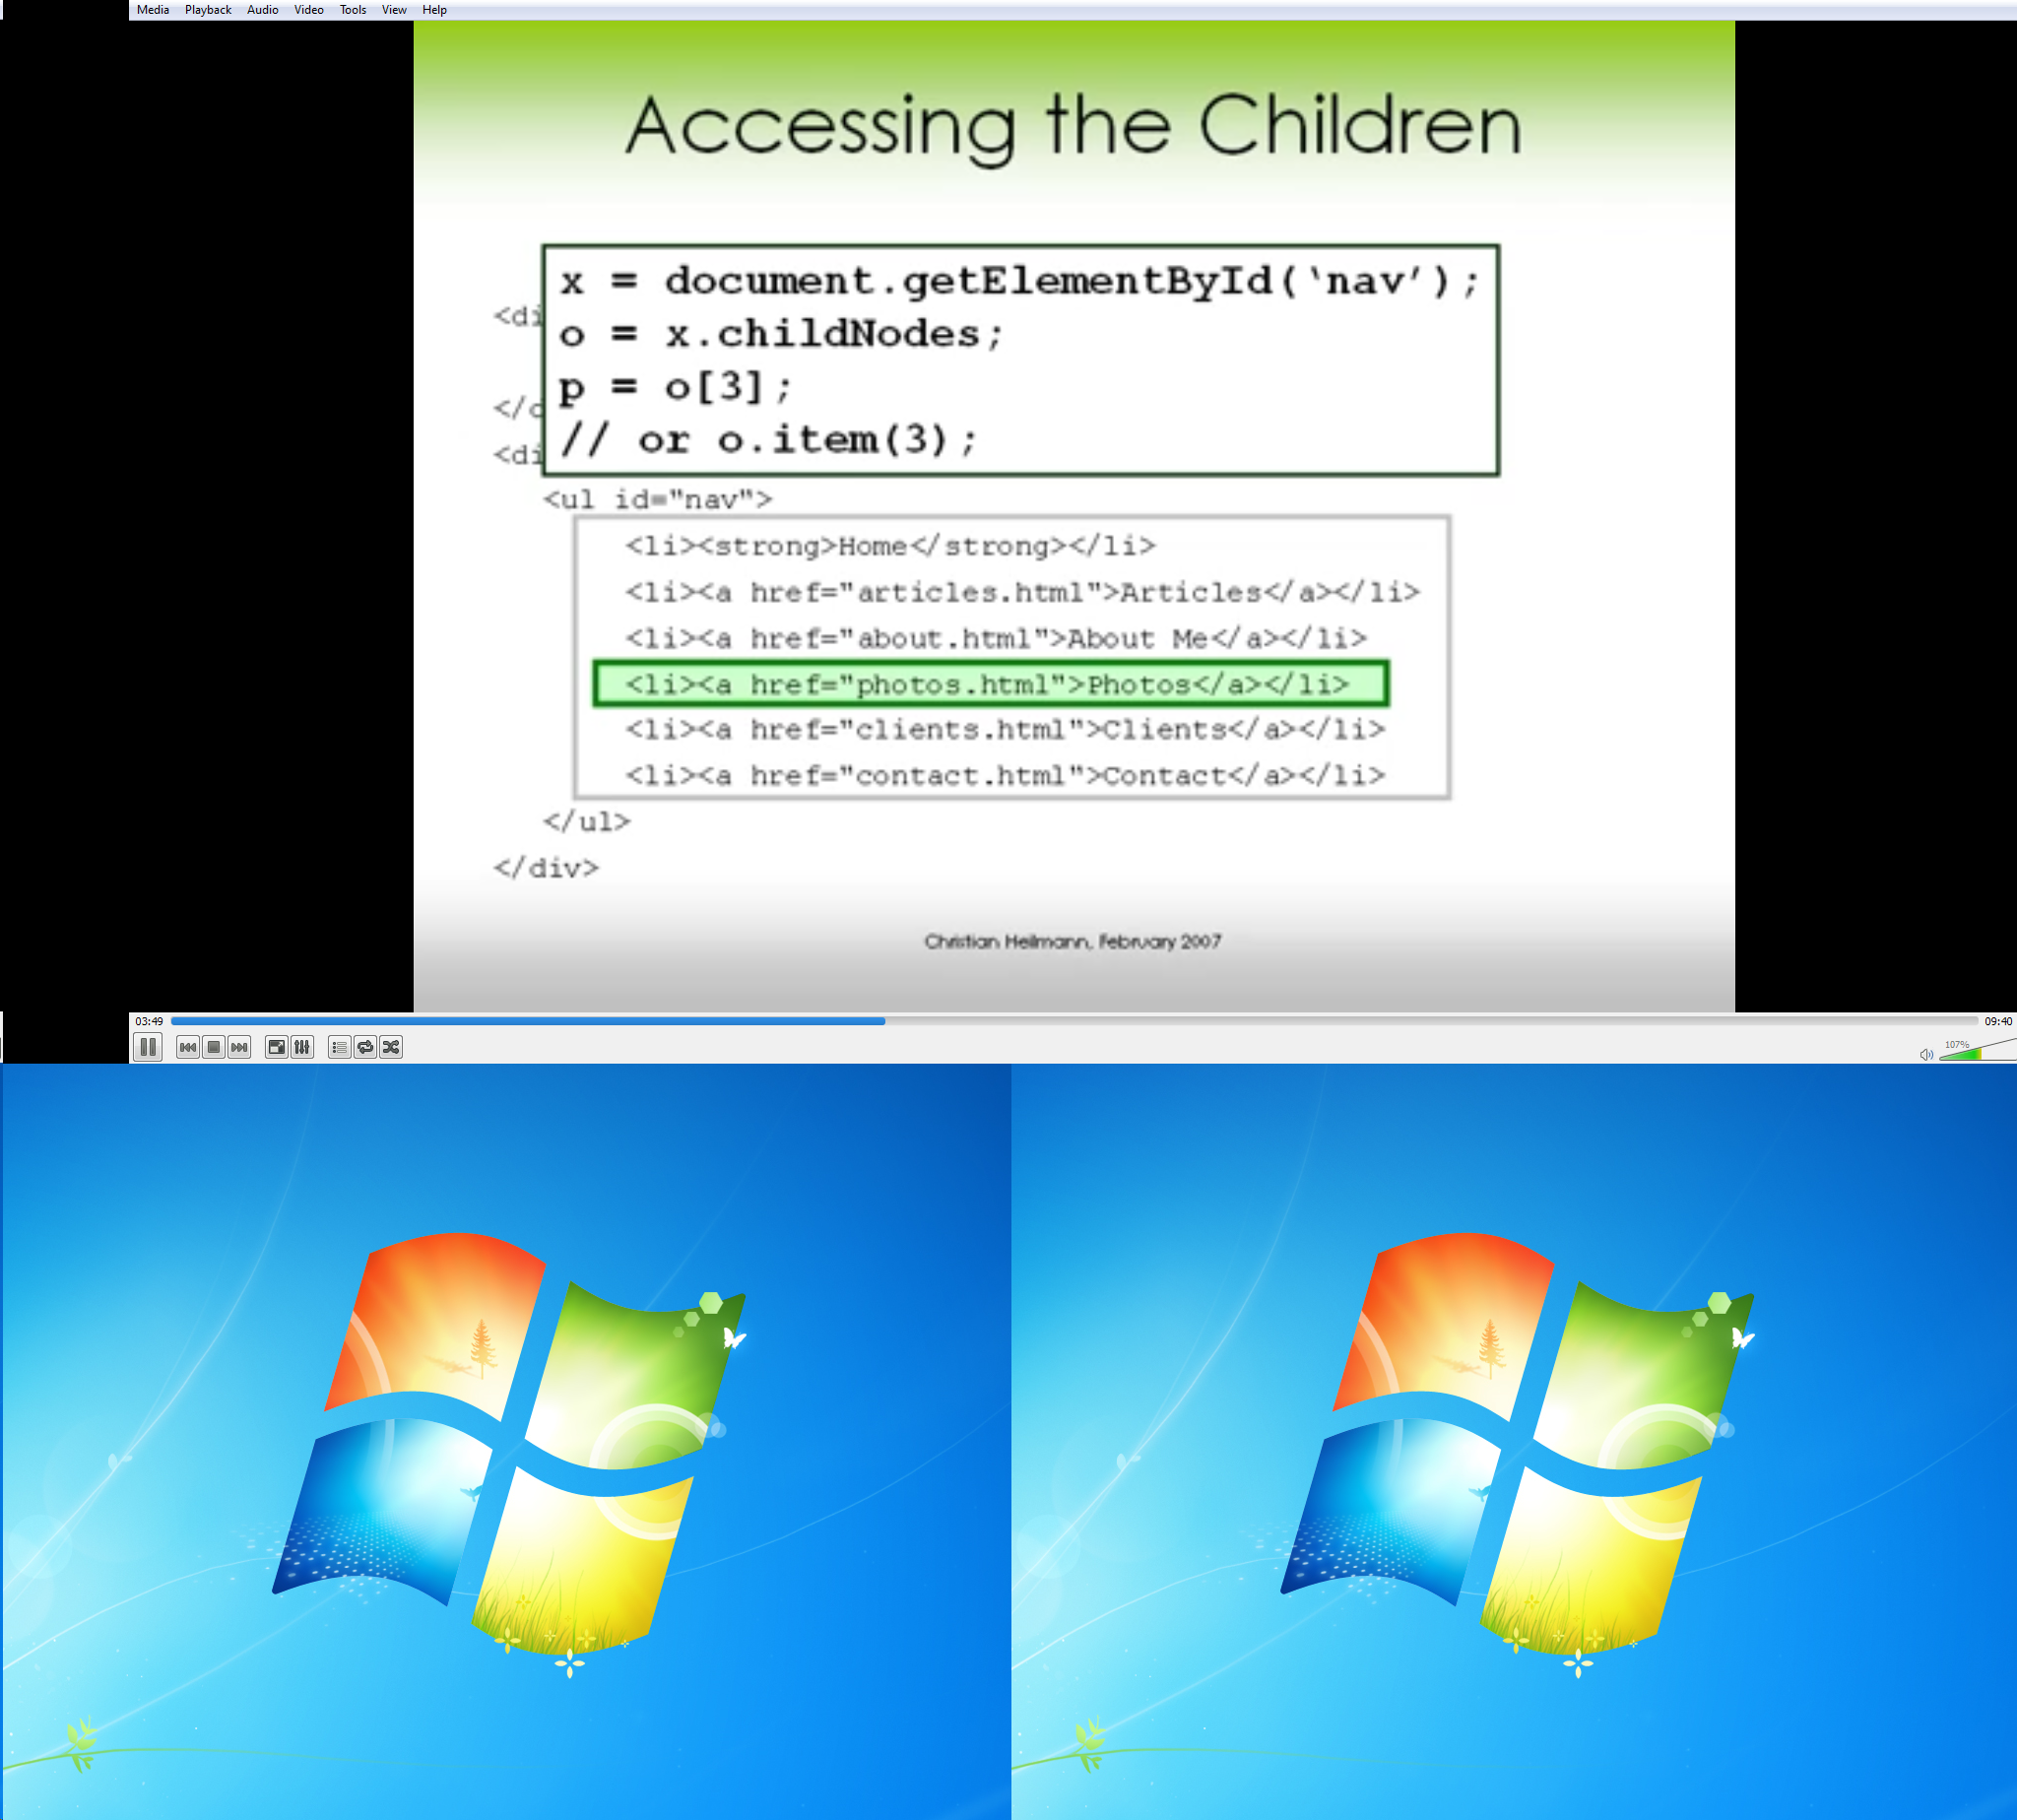 Media Playback Audio Video Tools View Help
Accessing the Children
x = document.getElementById(‘nav’);
<di
o = x.childNodes;
p = o[3];
</d
// or o.item(3);
<di
<ul id="nav">
<li><strong>Home</strong></li>
<li><a href="articles.html">Articles</a></li>
<li><a href="about.html">About Me</a></li>
<li><a href="photos.html">Photos</a></li>
<li><a href="clients.html">Clients</a></li>
<li><a href="contact.html">Contact</a></li>
</ul>
</div>
Christian Heilmann, February 2007
03:49 09:40
107%